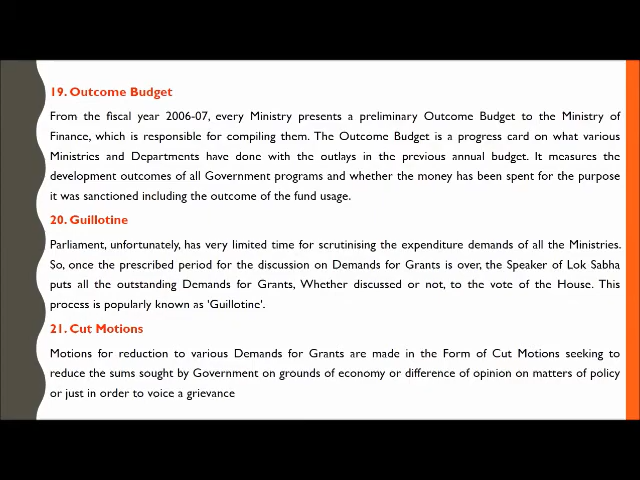 19. Outcome Budget
From the fiscal year 2006-07, every Ministry presents a preliminary Outcome Budget to the Ministry of
Finance, which is responsible for compiling them. The Outcome Budget is a progress card on what various
Ministries and Departments have done with the outlays in the previous annual budget. It measures the
development outcomes of all Government programs and whether the money has been spent for the purpose
it was sanctioned including the outcome of the fund usage.
20. Guillotine
Parliament, unfortunately, has very limited time for scrutinising the expenditure demands of all the Ministries.
So, once the prescribed period for the discussion on Demands for Grants is over, the Speaker of Lok Sabha
puts all the outstanding Demands for Grants, Whether discussed or not, to the vote of the House. This
process is popularly known as 'Guillotine'.
21. Cut Motions
Motions for reduction to various Demands for Grants are made in the Form of Cut Motions seeking to
reduce the sums sought by Government on grounds of economy or difference of opinion on matters of policy
or just in order to voice a grievance